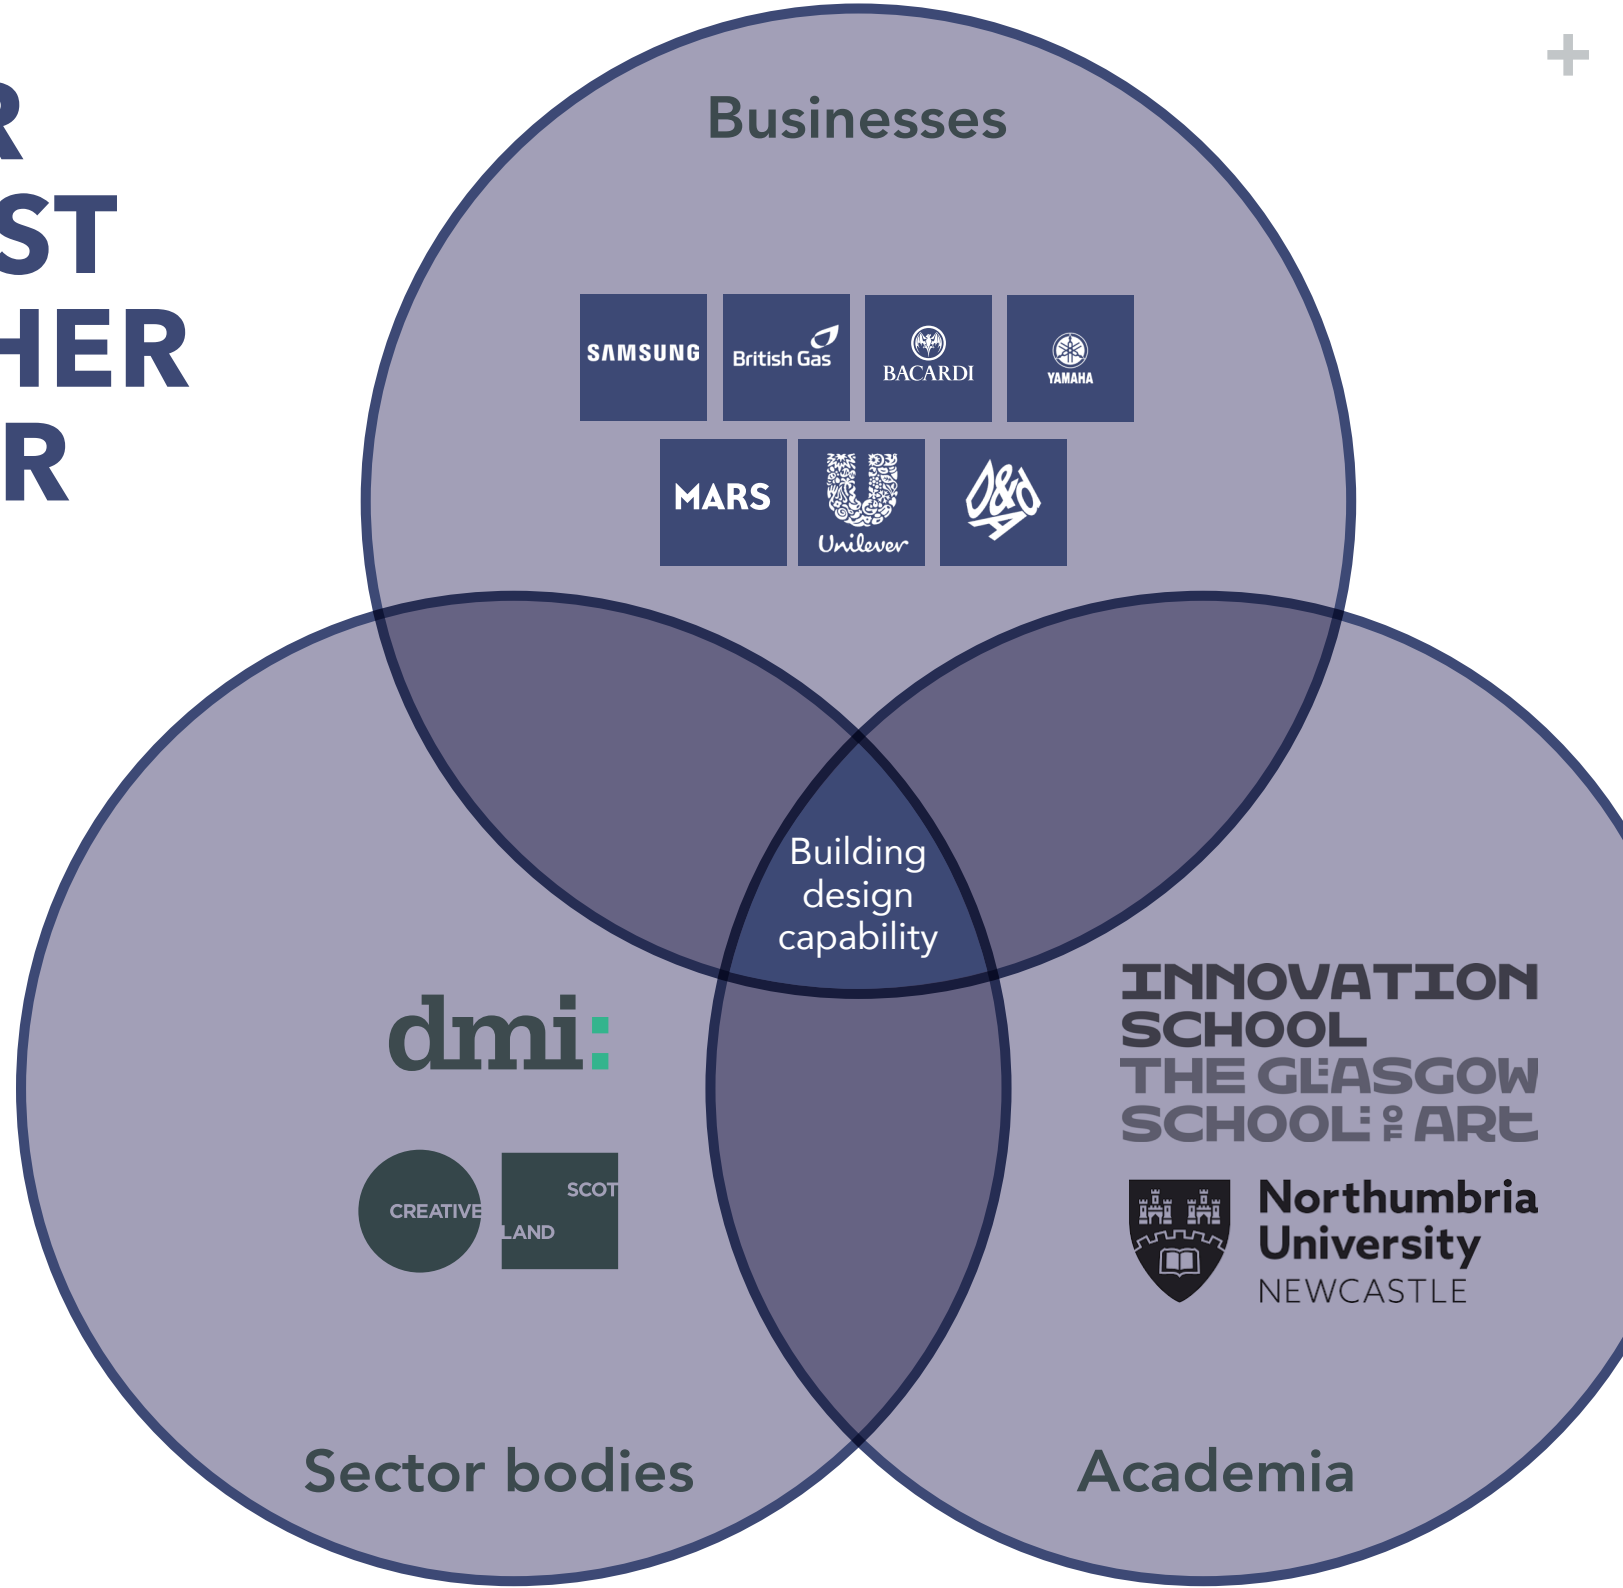 R
ST
HER
R
Businesses
SAMSUNG
British Gas
BACARDI
YAMAHA
MARS
Unilever
D&AD
Building
design
capability
dmi:
CREATIVE
SCOT
LAND
INNOVATION
SCHOOL
THE GLASGOW
SCHOOL OF ART
Northumbria
University
NEWCASTLE
Sector bodies
Academia